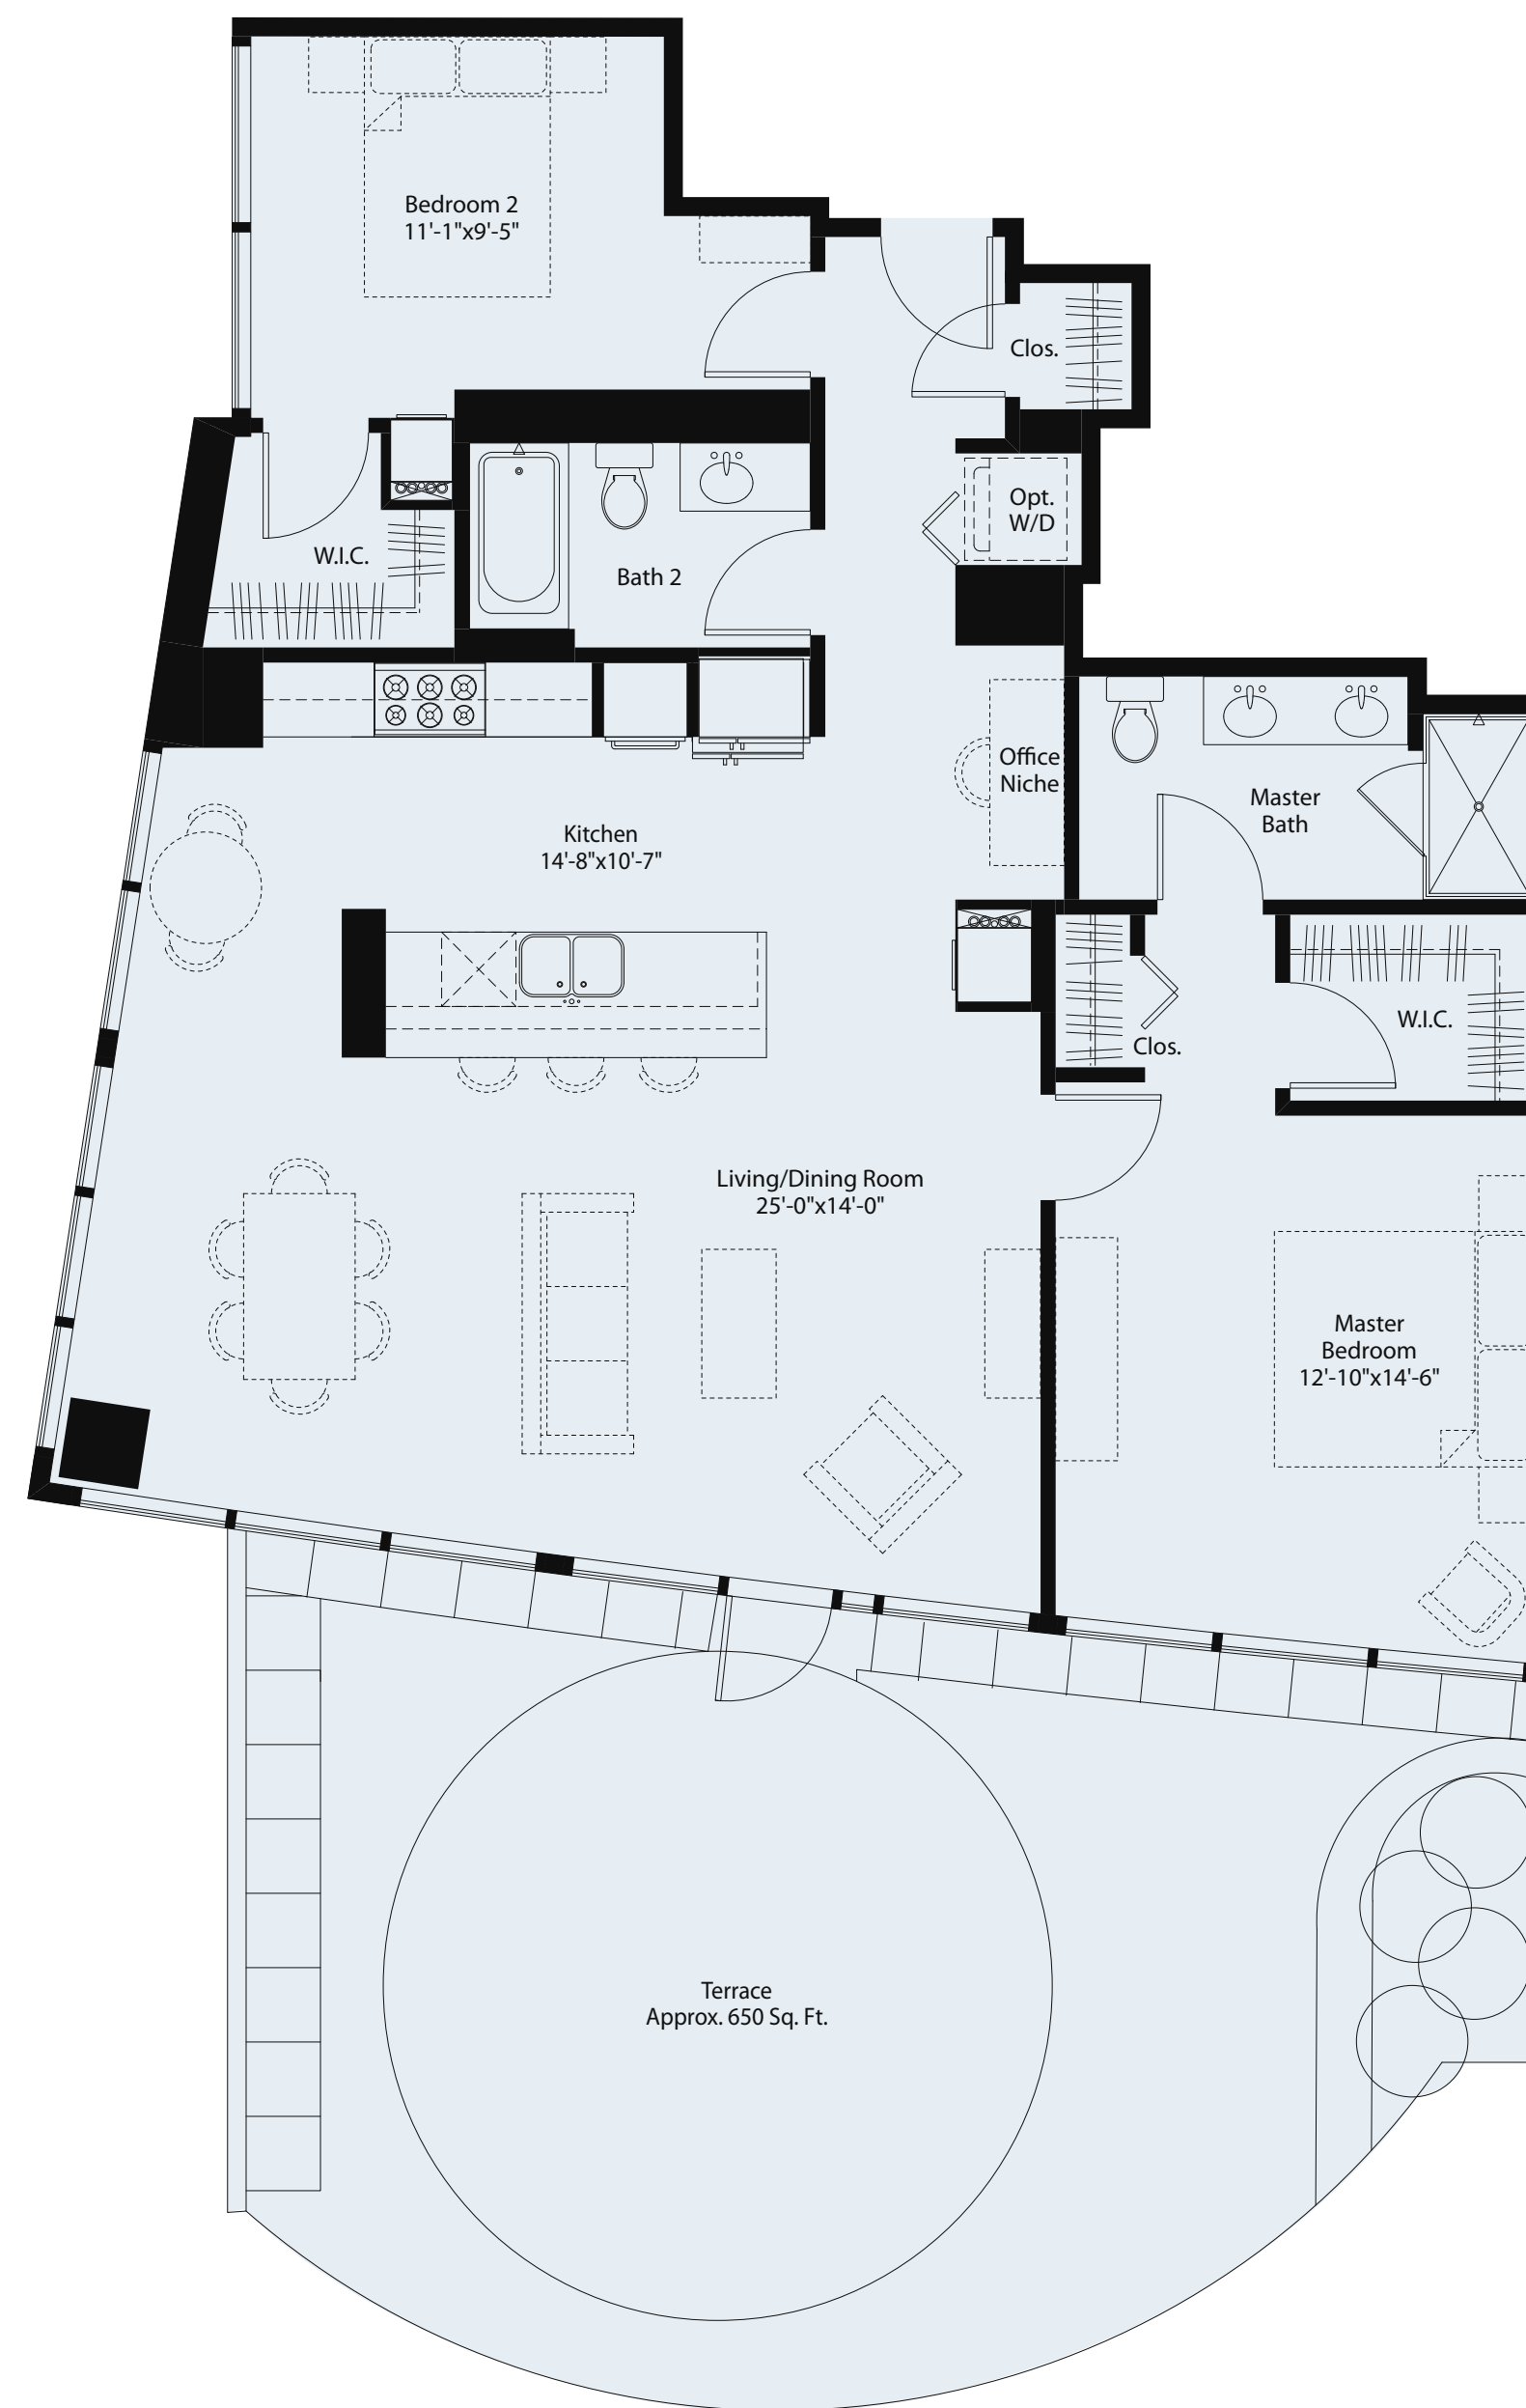 Bedroom 2
11'-1"x9'-5"
Clos.
Opt.
W/D
W.I.C.
Bath 2
Office
Niche
Master
Bath
Kitchen
14'-8"x10'-7"
W.I.C.
Clos.
Living/Dining Room
25'-0"x14'-0"
Master
Bedroom
12'-10"x14'-6"
Terrace
Approx. 650 Sq. Ft.